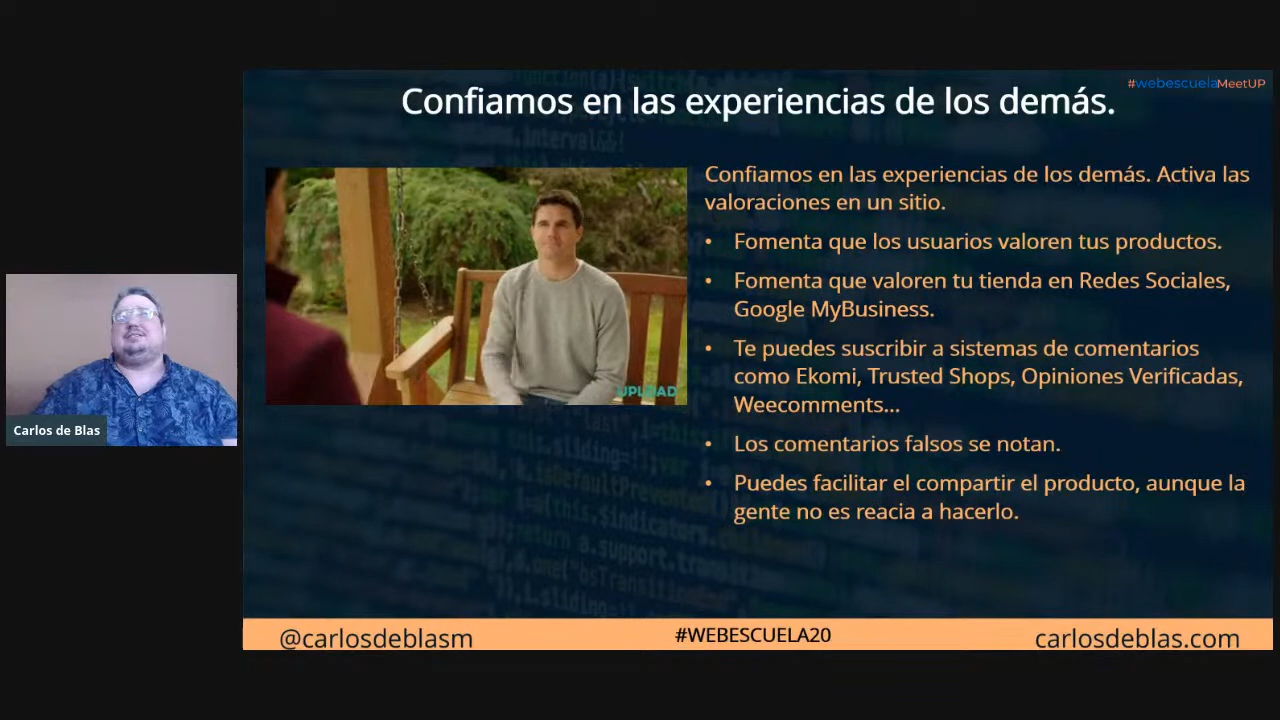 #webescuelaMeetUP
Confiamos en las experiencias de los demás.
Confiamos en las experiencias de los demás. Activa las
valoraciones en un sitio.
• Fomenta que los usuarios valoren tus productos.
• Fomenta que valoren tu tienda en Redes Sociales,
Google MyBusiness.
• Te puedes suscribir a sistemas de comentarios
como Ekomi, Trusted Shops, Opiniones Verificadas,
Weecomments...
• Los comentarios falsos se notan.
• Puedes facilitar el compartir el producto, aunque la
gente no es reacia a hacerlo.
UPLOAD
Carlos de Blas
@carlosdeblasm
#WEBESCUELA20
carlosdeblas.com